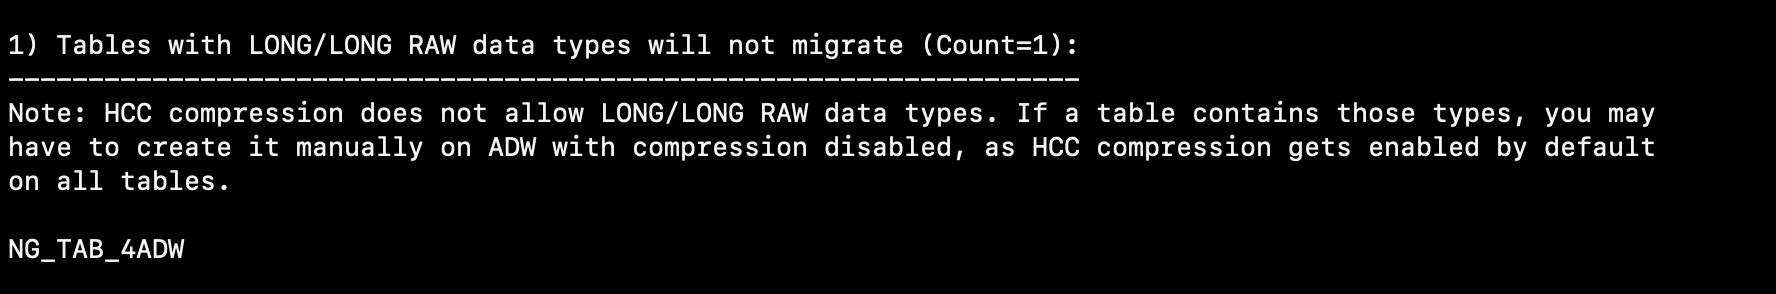 1) Tables with LONG/LONG RAW data types will not migrate (Count=1):
-------------------------------------------------------------------
Note: HCC compression does not allow LONG/LONG RAW data types. If a table contains those types, you may
have to create it manually on ADW with compression disabled, as HCC compression gets enabled by default
on all tables.
NG_TAB_4ADW